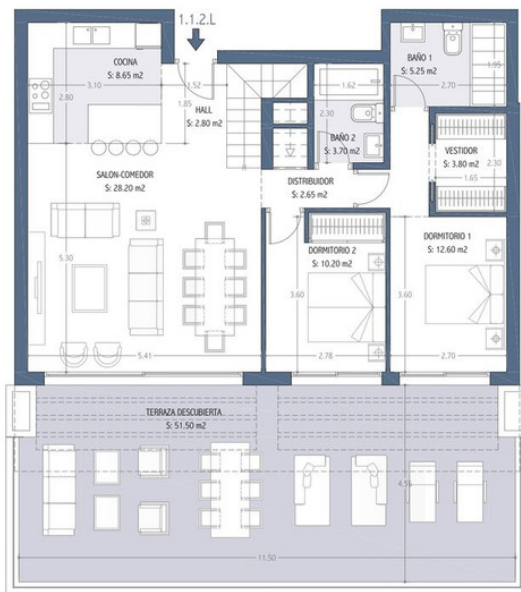 1.1.2.L
COCINA
S: 8.65 m2
3.10
2.80
1.52
1.85
HALL
S: 2.80 m2
1.62
2.30
BAÑO 2
S: 3.70 m2
BAÑO 1
S: 5.25 m2
2.70
1.95
VESTIDOR
S: 3.80 m2
2.30
1.65
SALON-COMEDOR
S: 28.20 m2
DISTRIBUIDOR
S: 2.65 m2
DORMITORIO 2
S: 10.20 m2
DORMITORIO 1
S: 12.60 m2
5.30
3.60
3.60
5.41
2.78
2.70
TERRAZA DESCUBIERTA
S: 51.50 m2
11.50